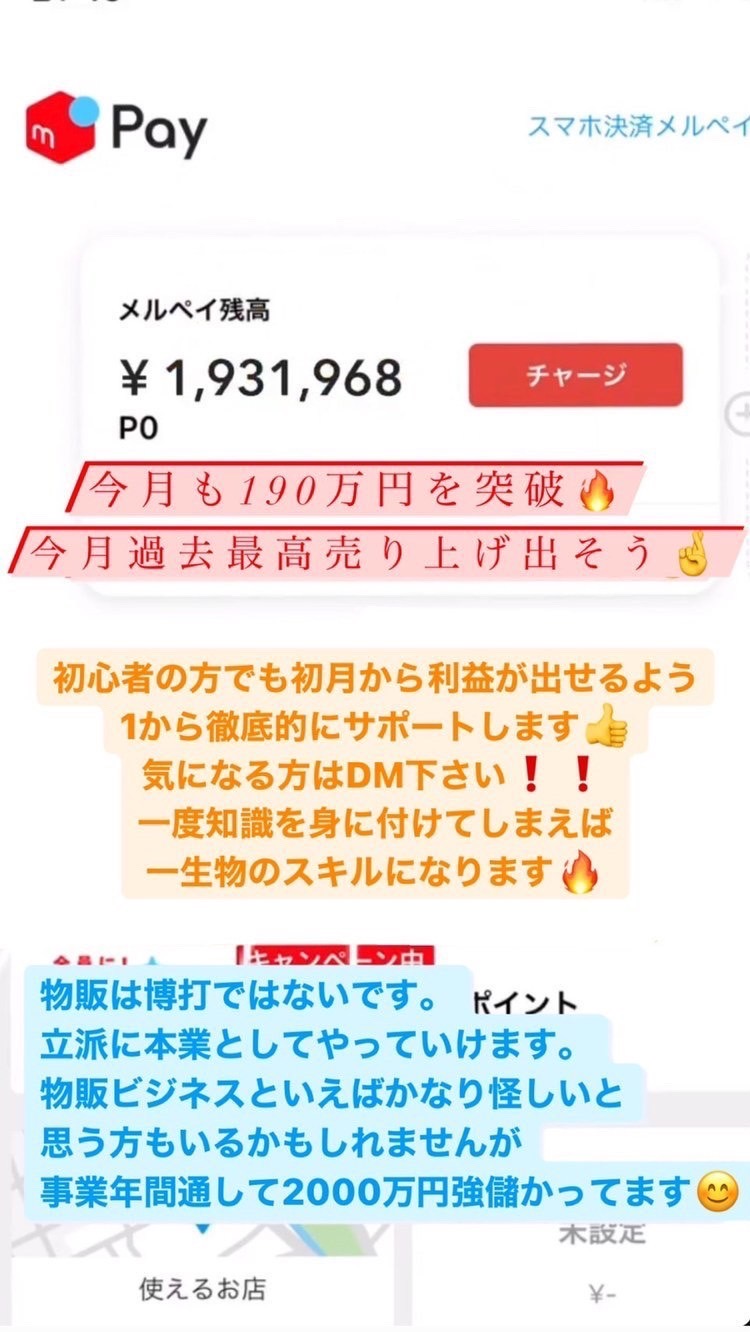 m Pay
スマホ決済メルペイ
メルペイ残高
¥1,931,968
チャージ
P0
今月も190万円を突破🔥
今月過去最高売り上げ出そう🤞
初心者の方でも初月から利益が出せるよう
1から徹底的にサポートします👍
気になる方はDM下さい❗❗
一度知識を身に付けてしまえば
一生物のスキルになります🔥
キャンペーン中
ポイント
物販は博打ではないです。
立派に本業としてやっていけます。
物販ビジネスといえばかなり怪しいと
思う方もいるかもしれませんが
事業年間通して2000万円強儲かってます😊
未設定
使えるお店
¥-